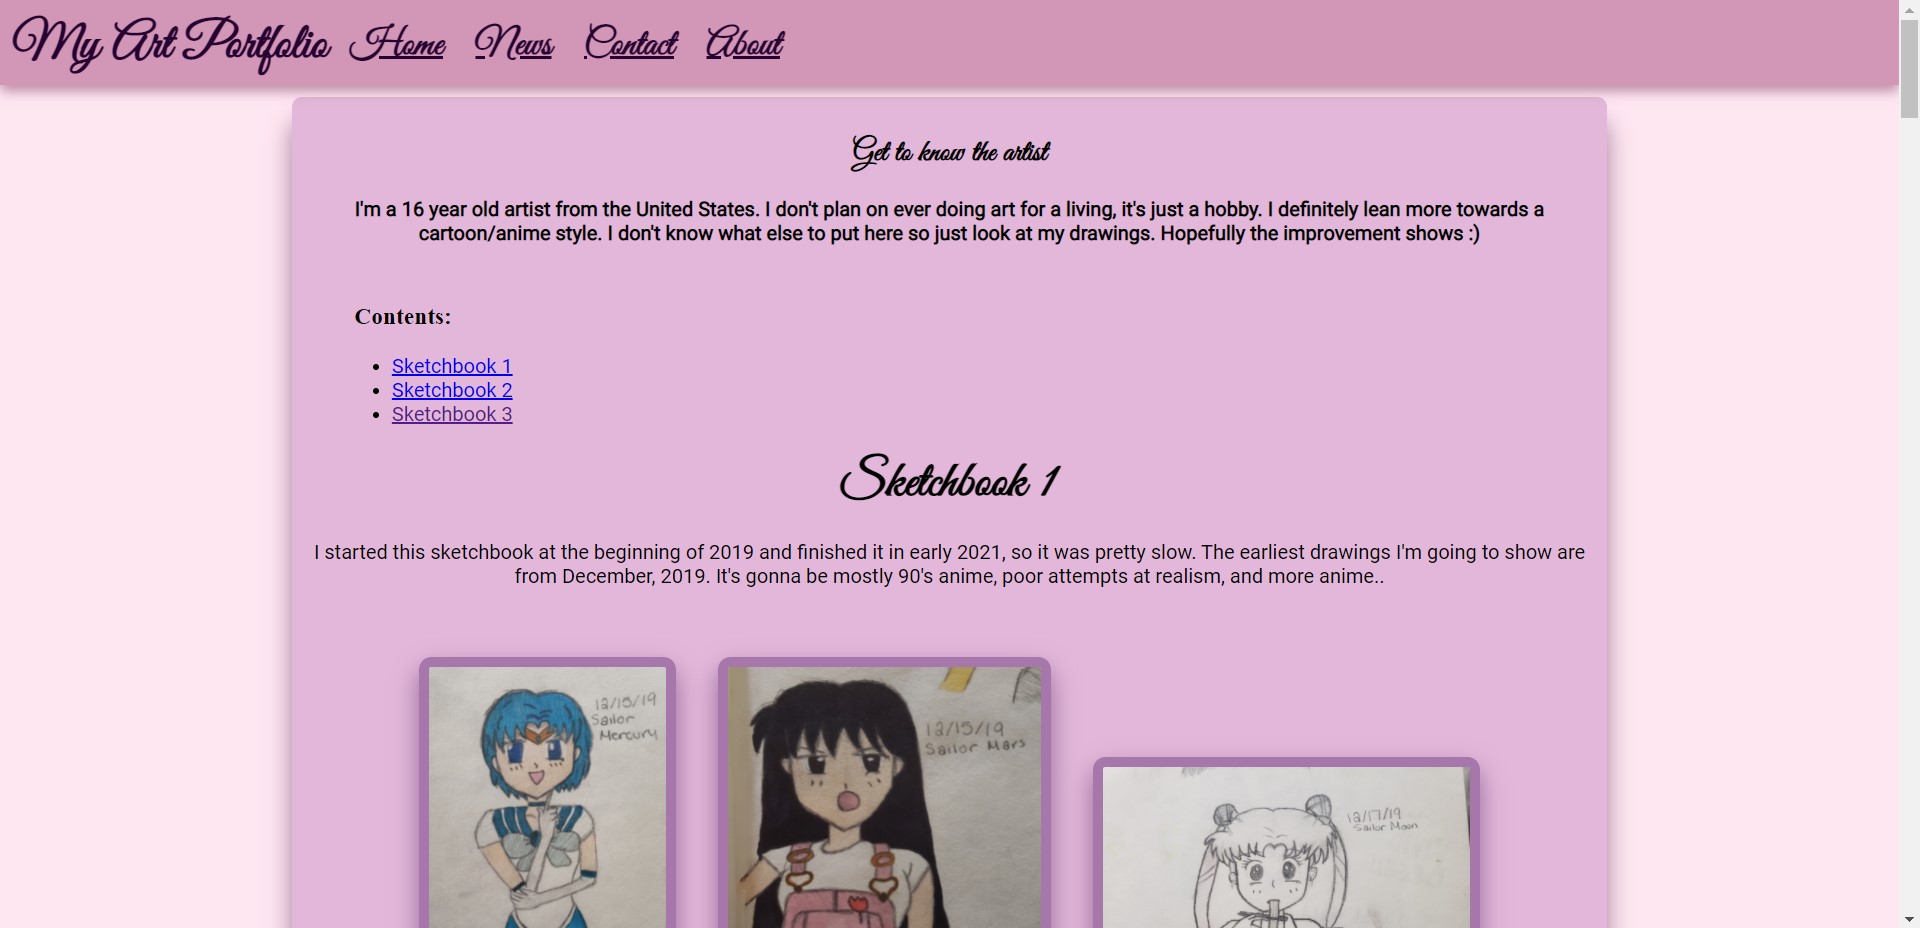 My Art Portfolio Home News Contact About
Get to know the artist
I'm a 16 year old artist from the United States. I don't plan on ever doing art for a living, it's just a hobby. I definitely lean more towards a
cartoon/anime style. I don't know what else to put here so just look at my drawings. Hopefully the improvement shows :)
Contents:
Sketchbook 1
Sketchbook 2
Sketchbook 3
Sketchbook 1
I started this sketchbook at the beginning of 2019 and finished it in early 2021, so it was pretty slow. The earliest drawings I'm going to show are
from December, 2019. It's gonna be mostly 90's anime, poor attempts at realism, and more anime..
12/15/19
Sailor
Mercury
12/15/19
Sailor Mars
12/17/19
Sailor Moon